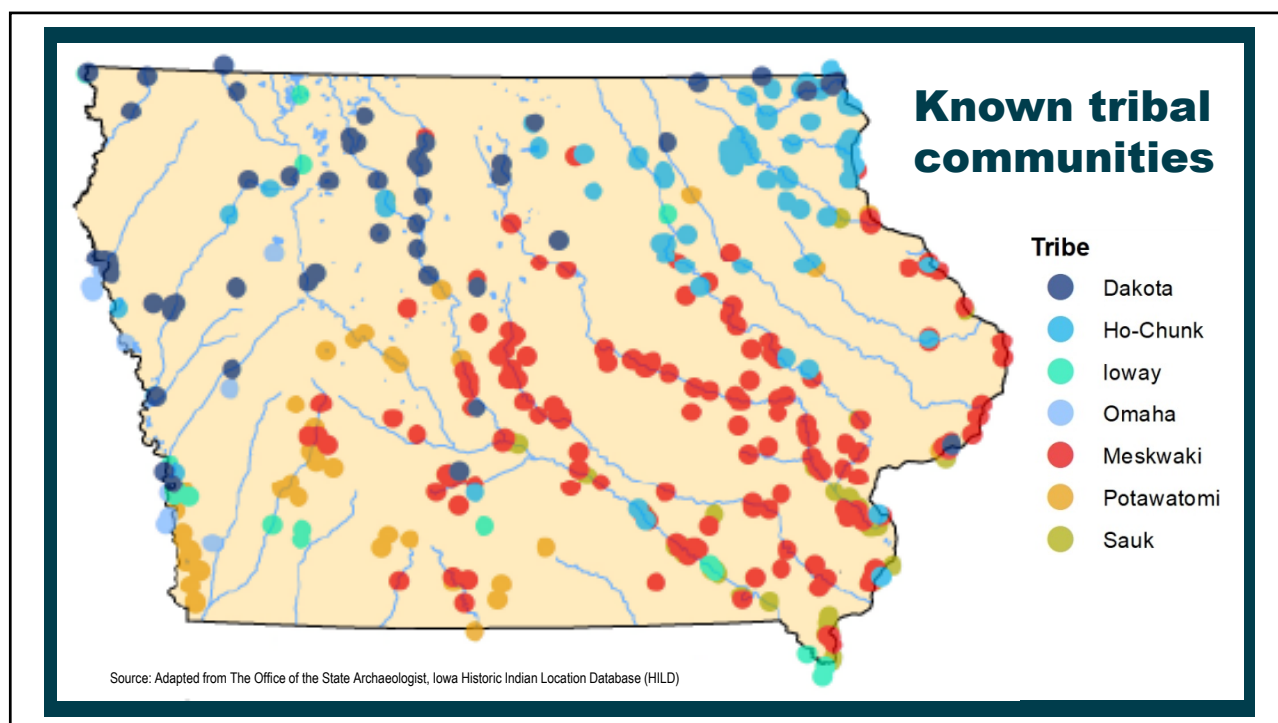 Known tribal
communities
Tribe
Dakota
Ho-Chunk
Ioway
Omaha
Meskwaki
Potawatomi
Sauk
Source: Adapted from The Office of the State Archaeologist, Iowa Historic Indian Location Database (HILD)